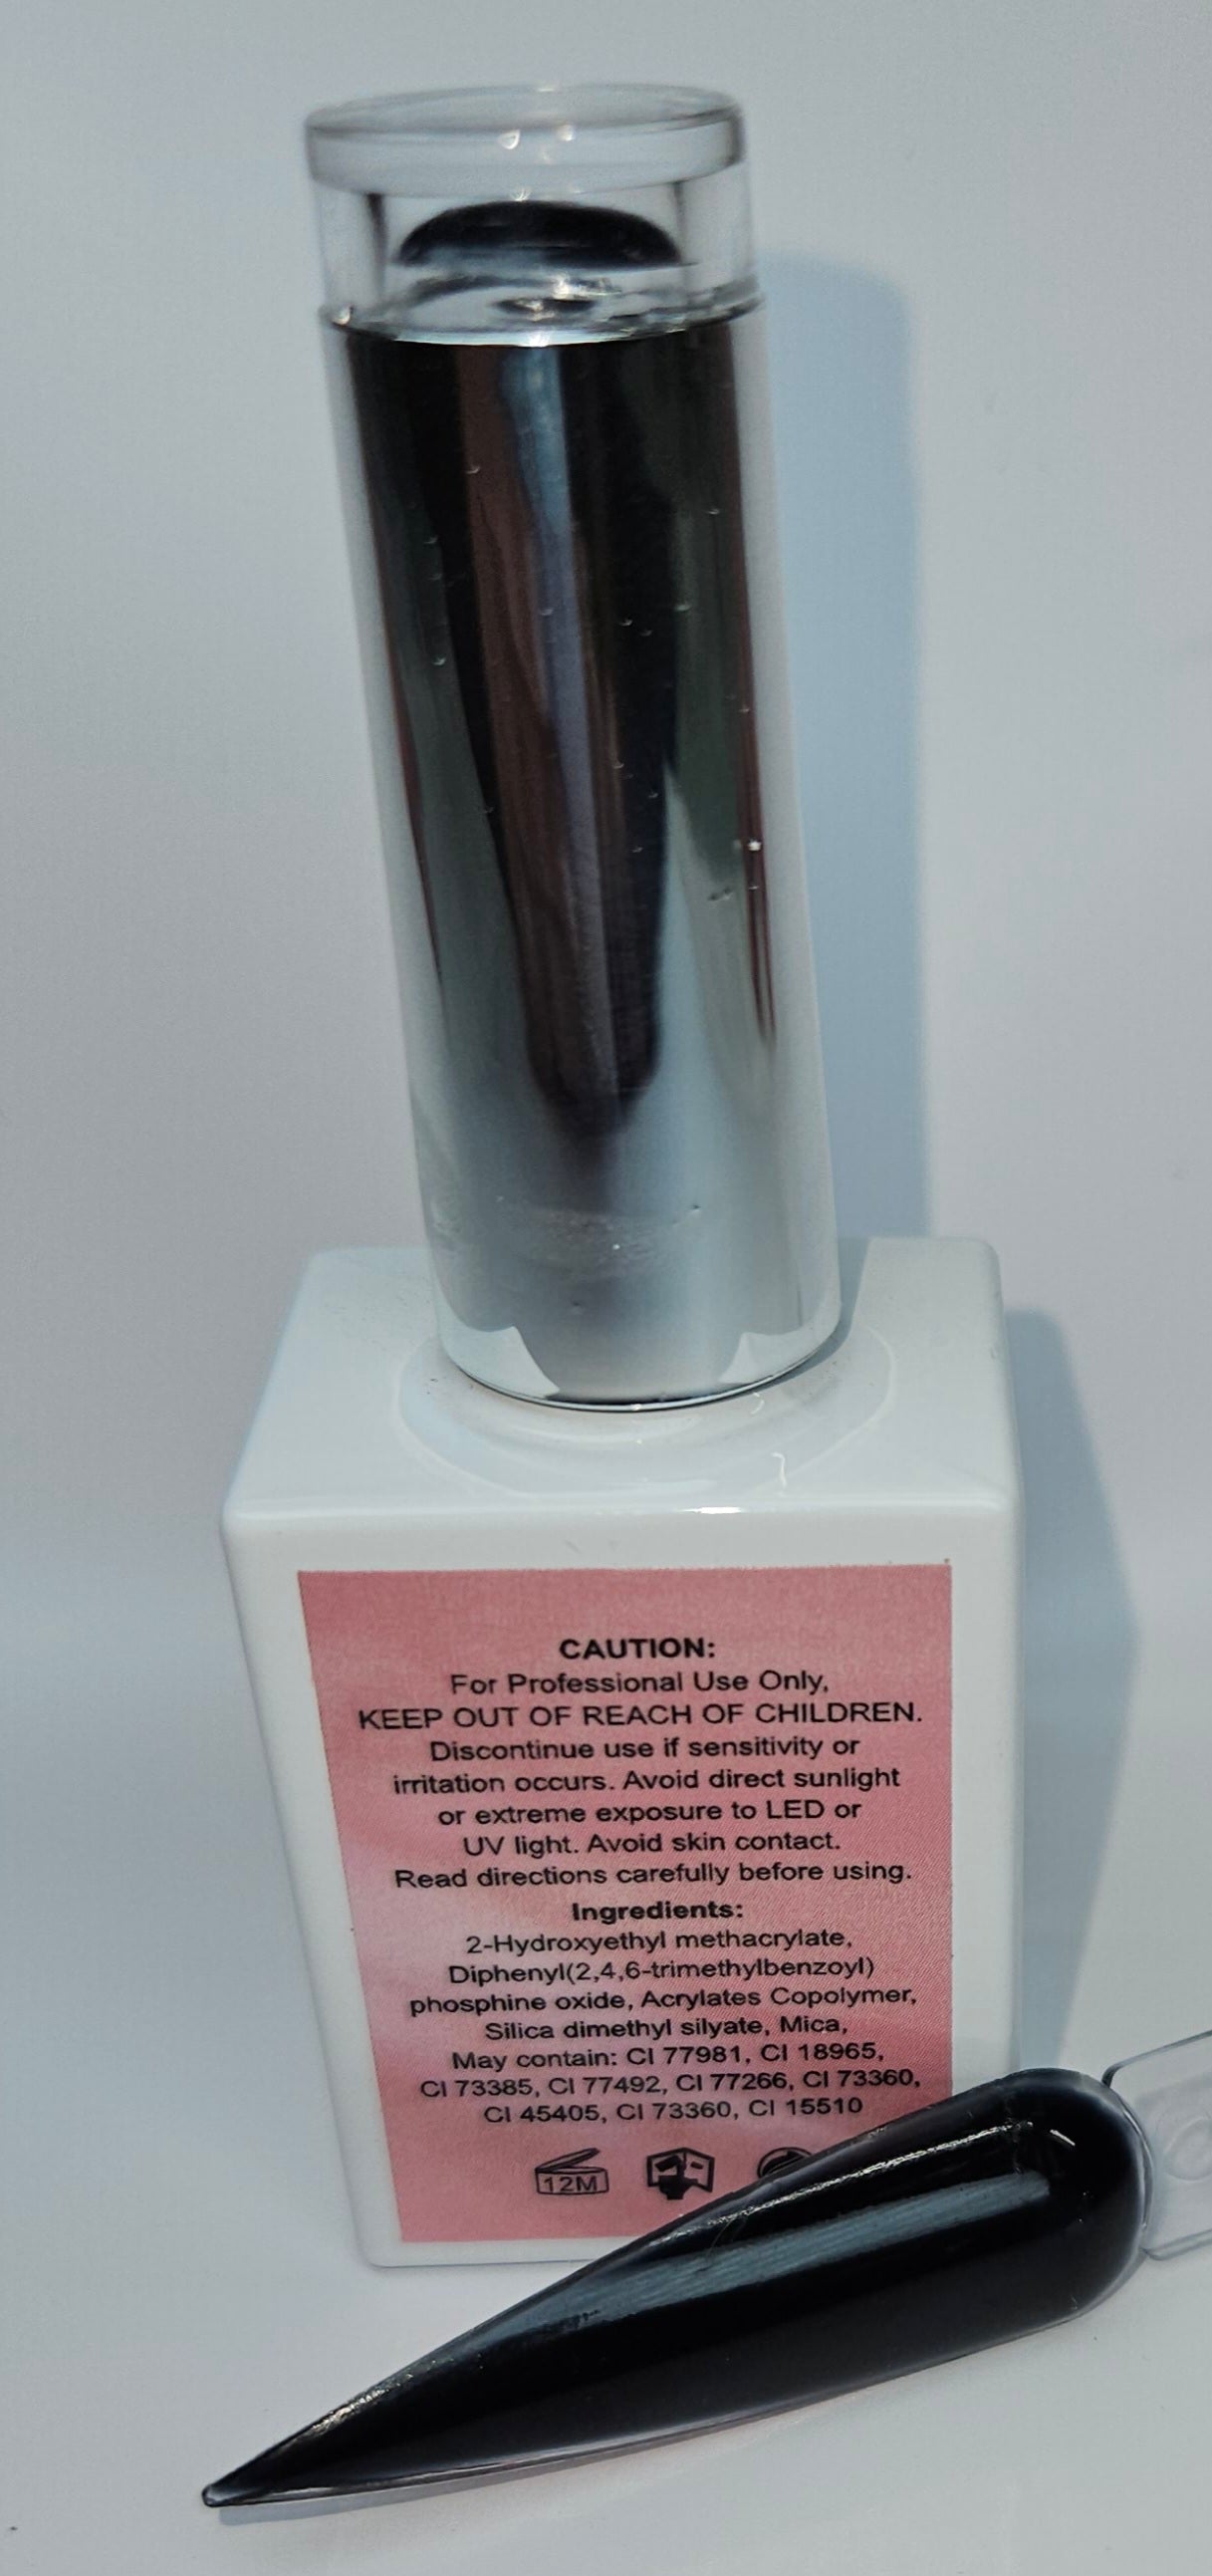 CAUTION:
For Professional Use Only,
KEEP OUT OF REACH OF CHILDREN.
Discontinue use if sensitivity or
irritation occurs. Avoid direct sunlight
or extreme exposure to LED or
UV light. Avoid skin contact.
Read directions carefully before using.
Ingredients:
2-Hydroxyethyl methacrylate,
Diphenyl(2,4,6-trimethylbenzoyl)
phosphine oxide, Acrylates Copolymer,
Silica dimethyl silyate, Mica,
May contain: CI 77981, CI 18965,
CI 73385, CI 77492, CI 77266, CI 73360,
CI 45405, CI 73360, CI 15510
12M